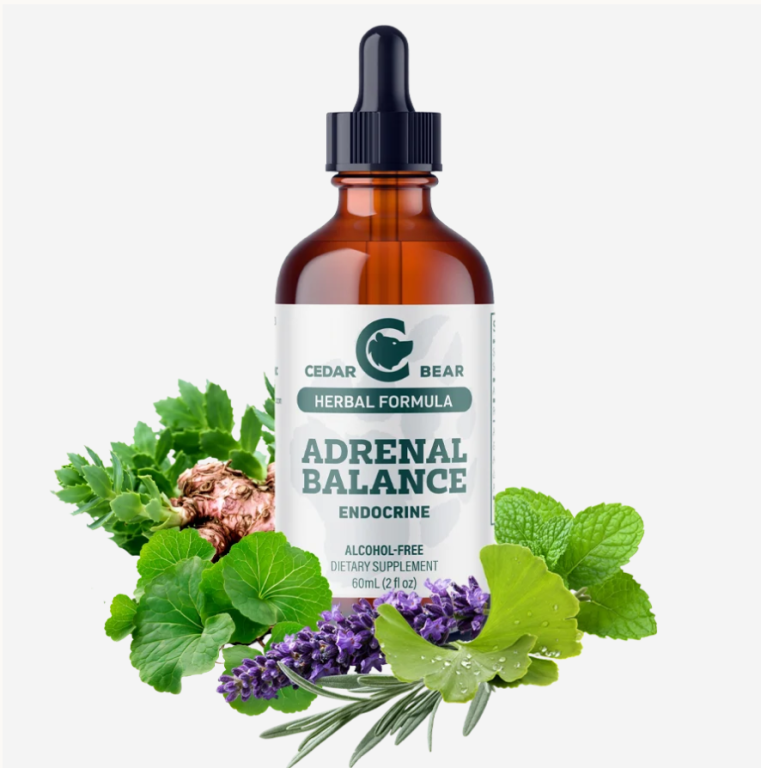 CEDAR BEAR
HERBAL FORMULA
ADRENAL
BALANCE
ENDOCRINE
ALCOHOL-FREE
DIETARY SUPPLEMENT
60mL (2 fl oz)